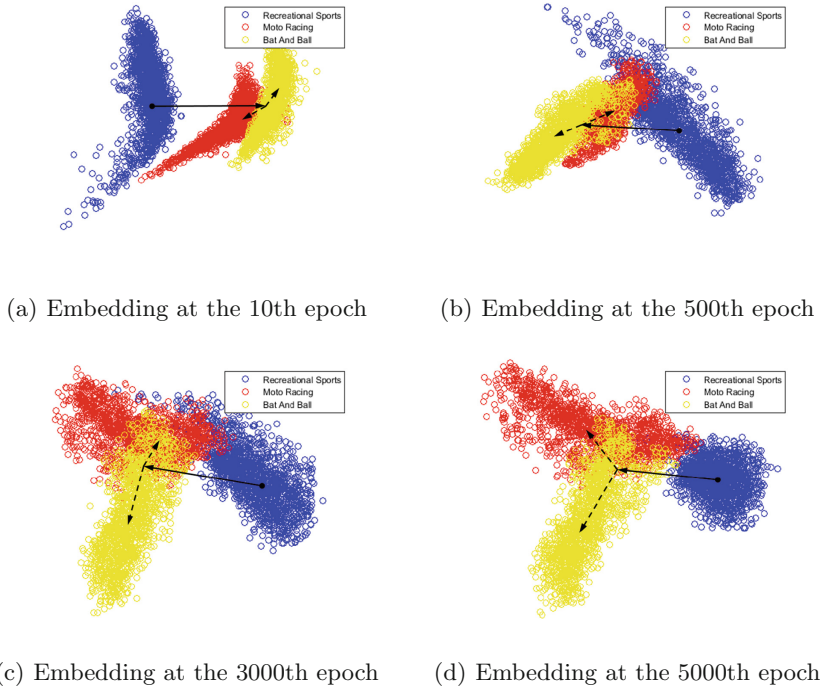 Recreational Sports
Moto Racing
Bat And Ball
Recreational Sports
Moto Racing
Bat And Ball
(a) Embedding at the 10th epoch
(b) Embedding at the 500th epoch
Recreational Sports
Moto Racing
Bat And Ball
Recreational Sports
Moto Racing
Bat And Ball
c) Embedding at the 3000th epoch
(d) Embedding at the 5000th epoch